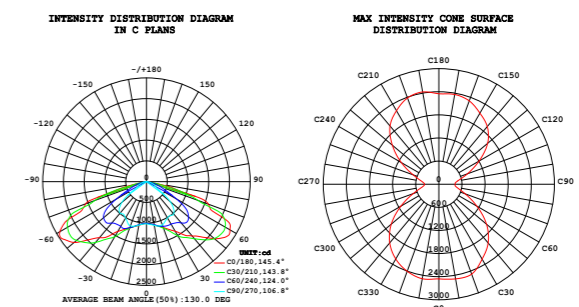 INTENSITY DISTRIBUTION DIAGRAM
IN C PLANS
-/+180
-150
150
-120
120
-90
90
0
500
1000
1500
2000
2500
-60
60
-30
30
0
UNIT:cd
C0/180,145.4°
C30/210,143.8°
C60/240,124.0°
C90/270,106.8°
AVERAGE BEAM ANGLE(50%):130.0 DEG
MAX INTENSITY CONE SURFACE
DISTRIBUTION DIAGRAM
C180
C210
C150
C240
C120
C270
C90
0
600
1200
1800
2400
3000
C300
C60
C330
C30